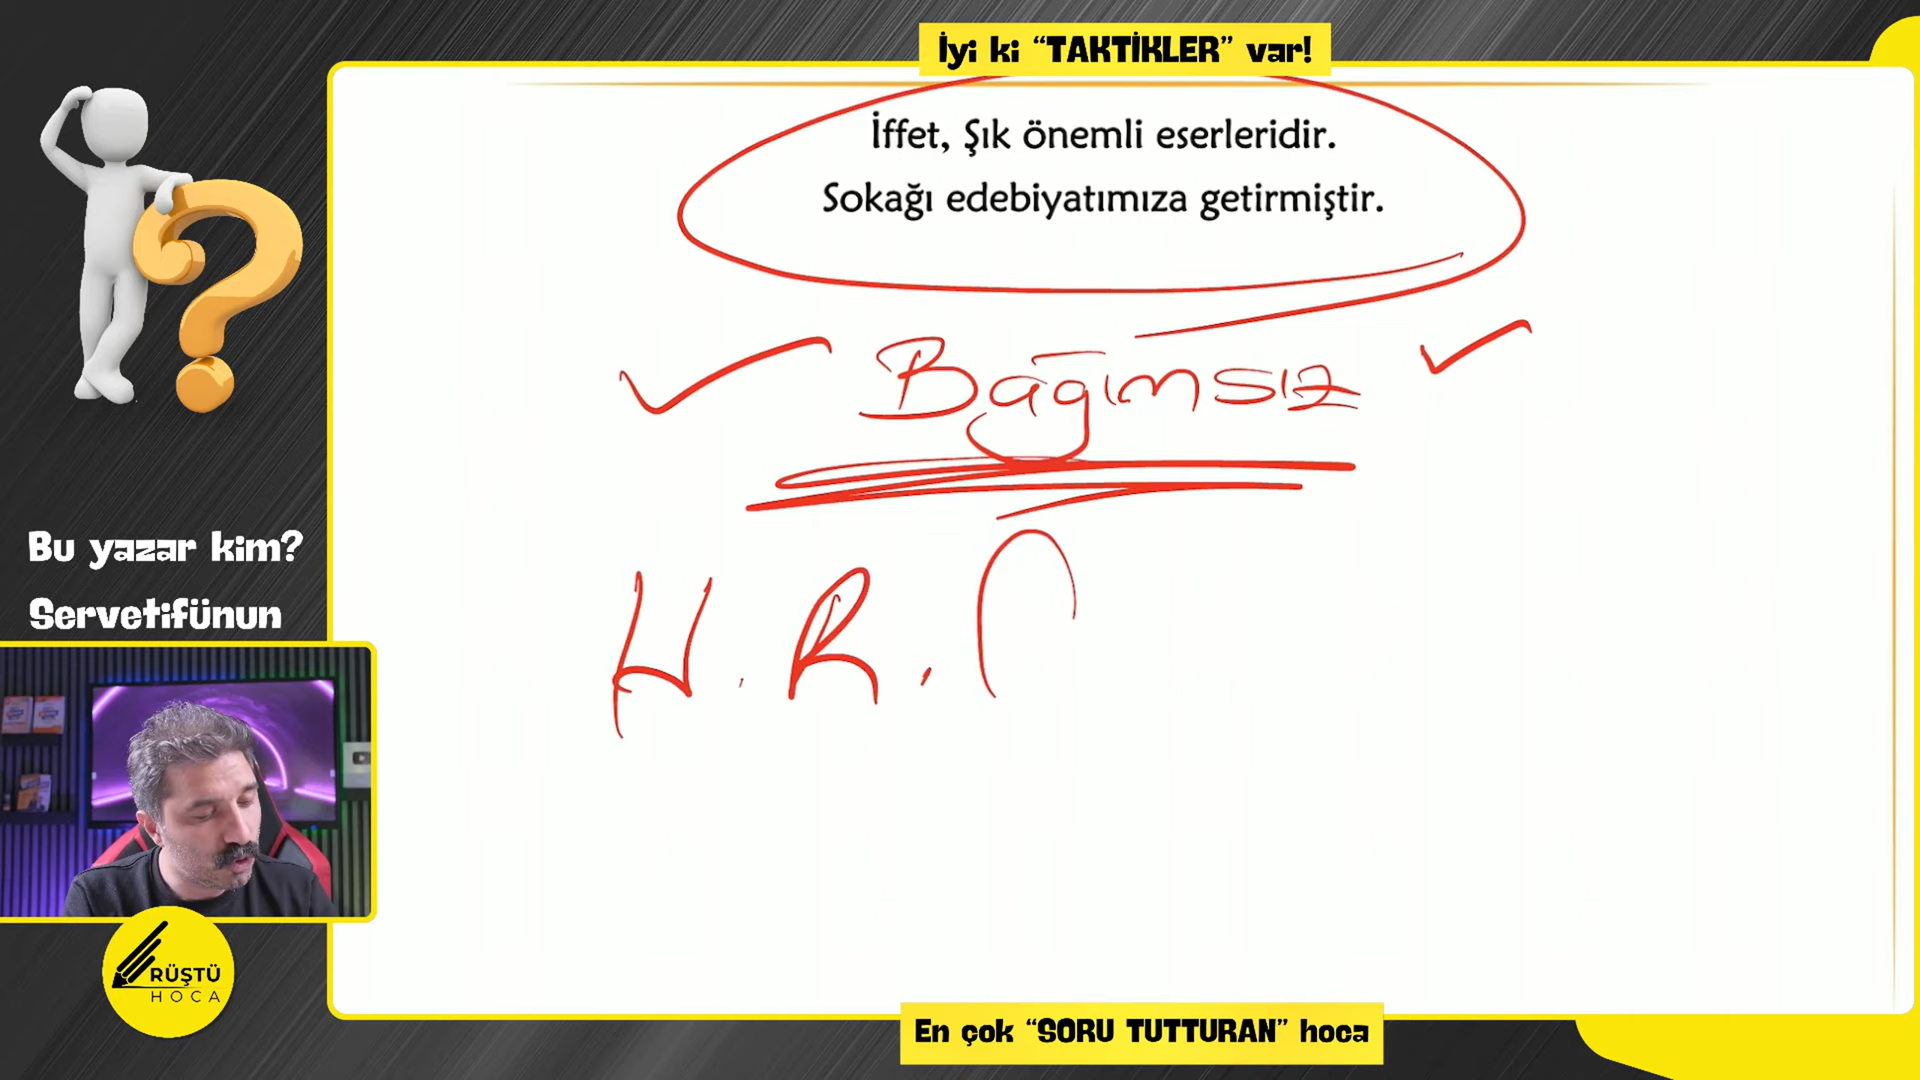 İyi ki “TAKTİKLER” var!
İffet, Şık önemli eserleridir.
Sokağı edebiyatımıza getirmiştir.
Bağımsız
H. R.
Bu yazar kim?
Servetifünun
RÜŞTÜ
HOCA
En çok “SORU TUTTURAN” hoca